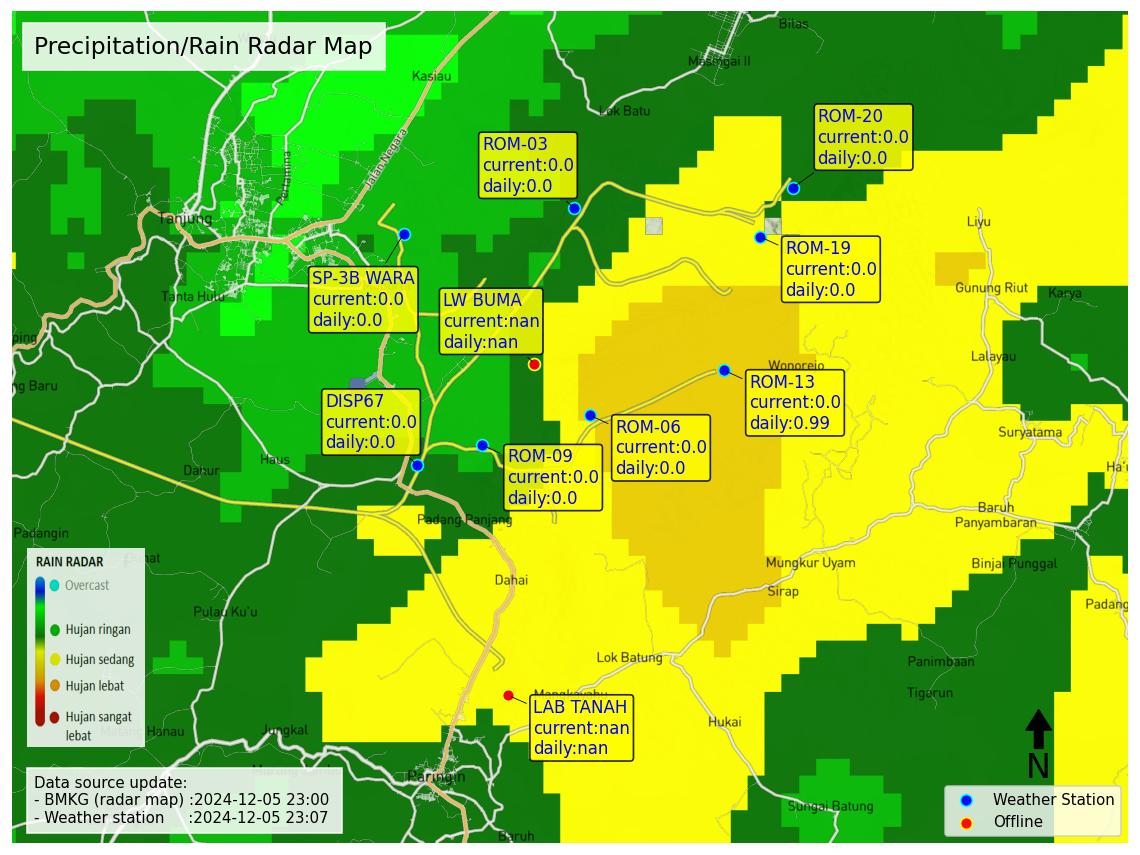 Precipitation/Rain Radar Map
Bilas
Masingai II
Kasiau
Lok Batu
Jalan Negara
Pertamina
ROM-20
current:0.0
daily:0.0
ROM-03
current:0.0
daily:0.0
Tanjung
Liyu
ROM-19
current:0.0
daily:0.0
SP-3B WARA
current:0.0
daily:0.0
Tanta Hulu
LW BUMA
current:nan
daily:nan
Gunung Riut
Karya
ping
Lalayau
Wonorejo
ng Baru
ROM-13
current:0.0
daily:0.99
DISP67
current:0.0
daily:0.0
ROM-06
current:0.0
daily:0.0
Suryatama
ROM-09
current:0.0
daily:0.0
Haus
Dahur
Ha'u
Padang Panjang
Baruh
Panyambaran
Padangin
Mungkur Uyam
Binjai Punggal
Dahai
Sirap
Padang
Pulau Ku'u
RAIN RADAR
Overcast
Hujan ringan
Hujan sedang
Hujan lebat
Hujan sangat
lebat
Lok Batung
Panimbaan
Tigarun
Mangkayahu
LAB TANAH
current:nan
daily:nan
Hukai
Hanau
Jungkal
Paringin
Sungai Batung
Baruh
N
Data source update:
- BMKG (radar map) :2024-12-05 23:00
- Weather station :2024-12-05 23:07
Weather Station
Offline